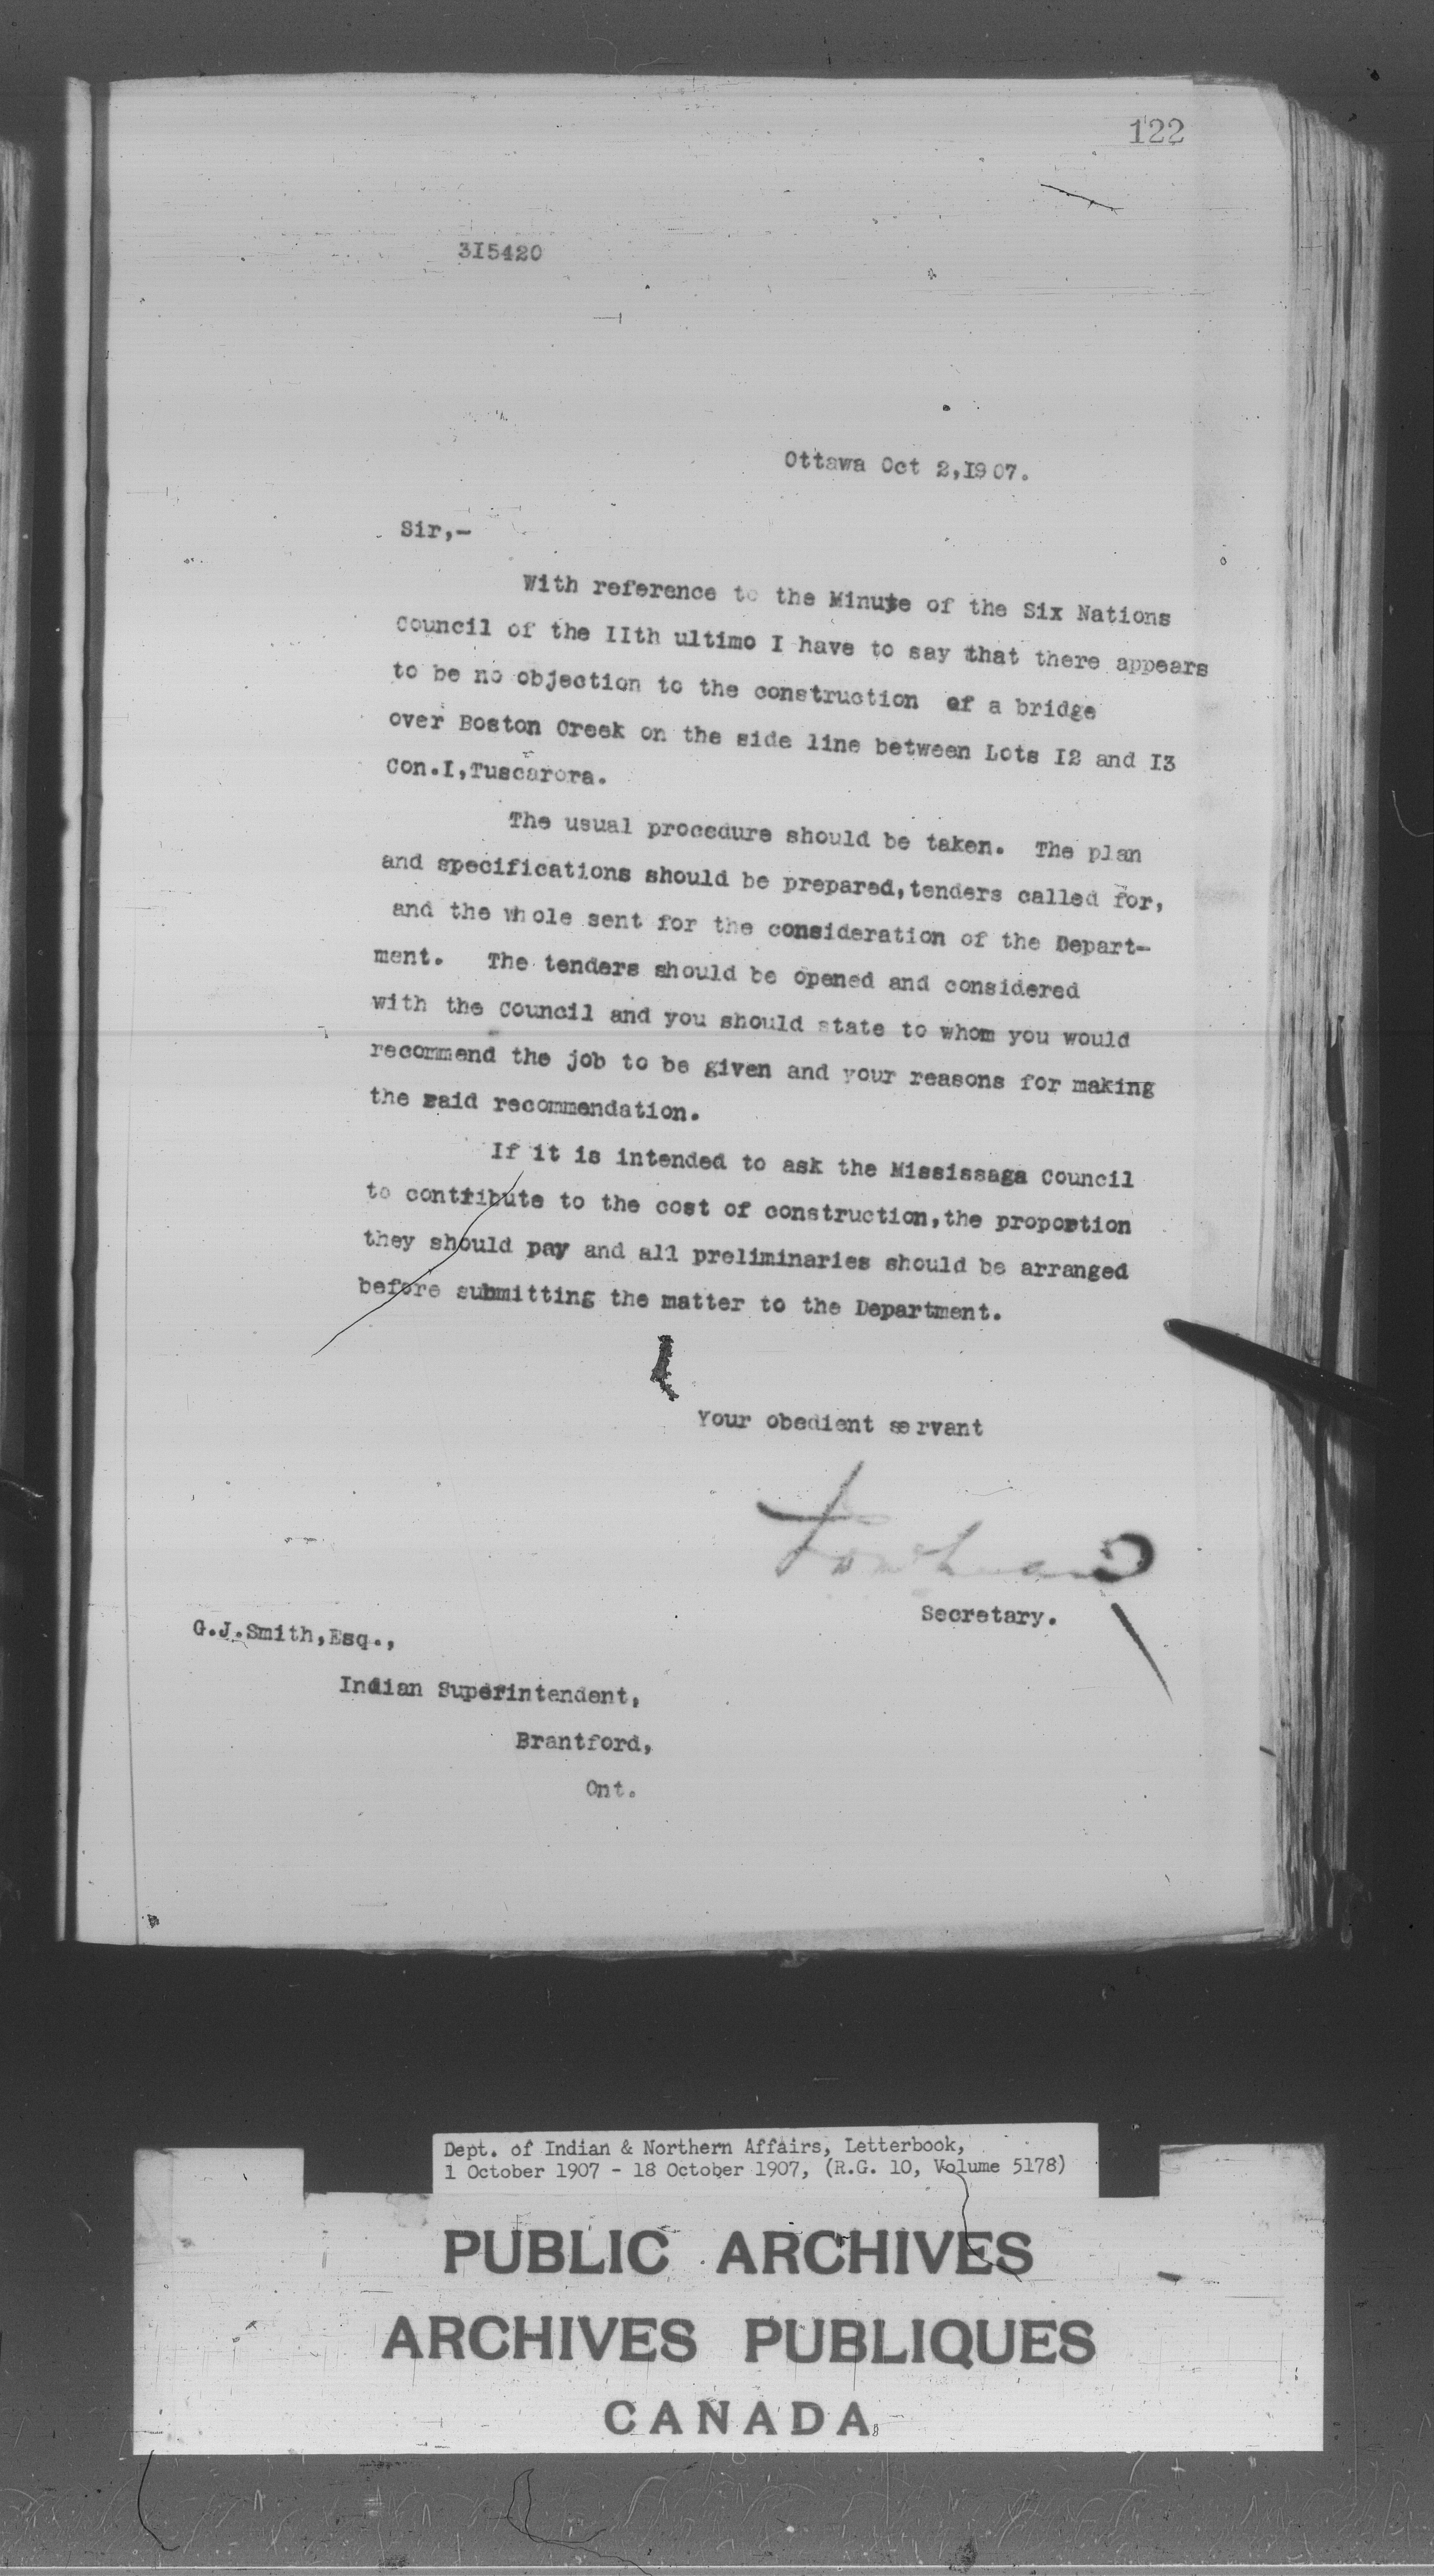 122
3I5420
Ottawa Oct 2,I907.
Sir,-
With reference to the Minute of the Six Nations
Council of the IIth ultimo I have to say that there appears
to be no objection to the construction of a bridge
over Boston Creek on the side line between Lots I2 and I3
Con.I,Tuscarora.
The usual procedure should be taken. The plan
and specifications should be prepared,tenders called for,
and the whole sent for the consideration of the Depart-
ment. The tenders should be opened and considered
with the Council and you should state to whom you would
recommend the job to be given and your reasons for making
the said recommendation.
If it is intended to ask the Mississaga Council
to contribute to the cost of construction,the proportion
they should pay and all preliminaries should be arranged
before submitting the matter to the Department.
Your obedient servant
Secretary.
G.J.Smith,Esq.,
Indian Superintendent,
Brantford,
Ont.
Dept. of Indian & Northern Affairs, Letterbook,
1 October 1907 - 18 October 1907, (R.G. 10, Volume 5178)
PUBLIC ARCHIVES
ARCHIVES PUBLIQUES
CANADA